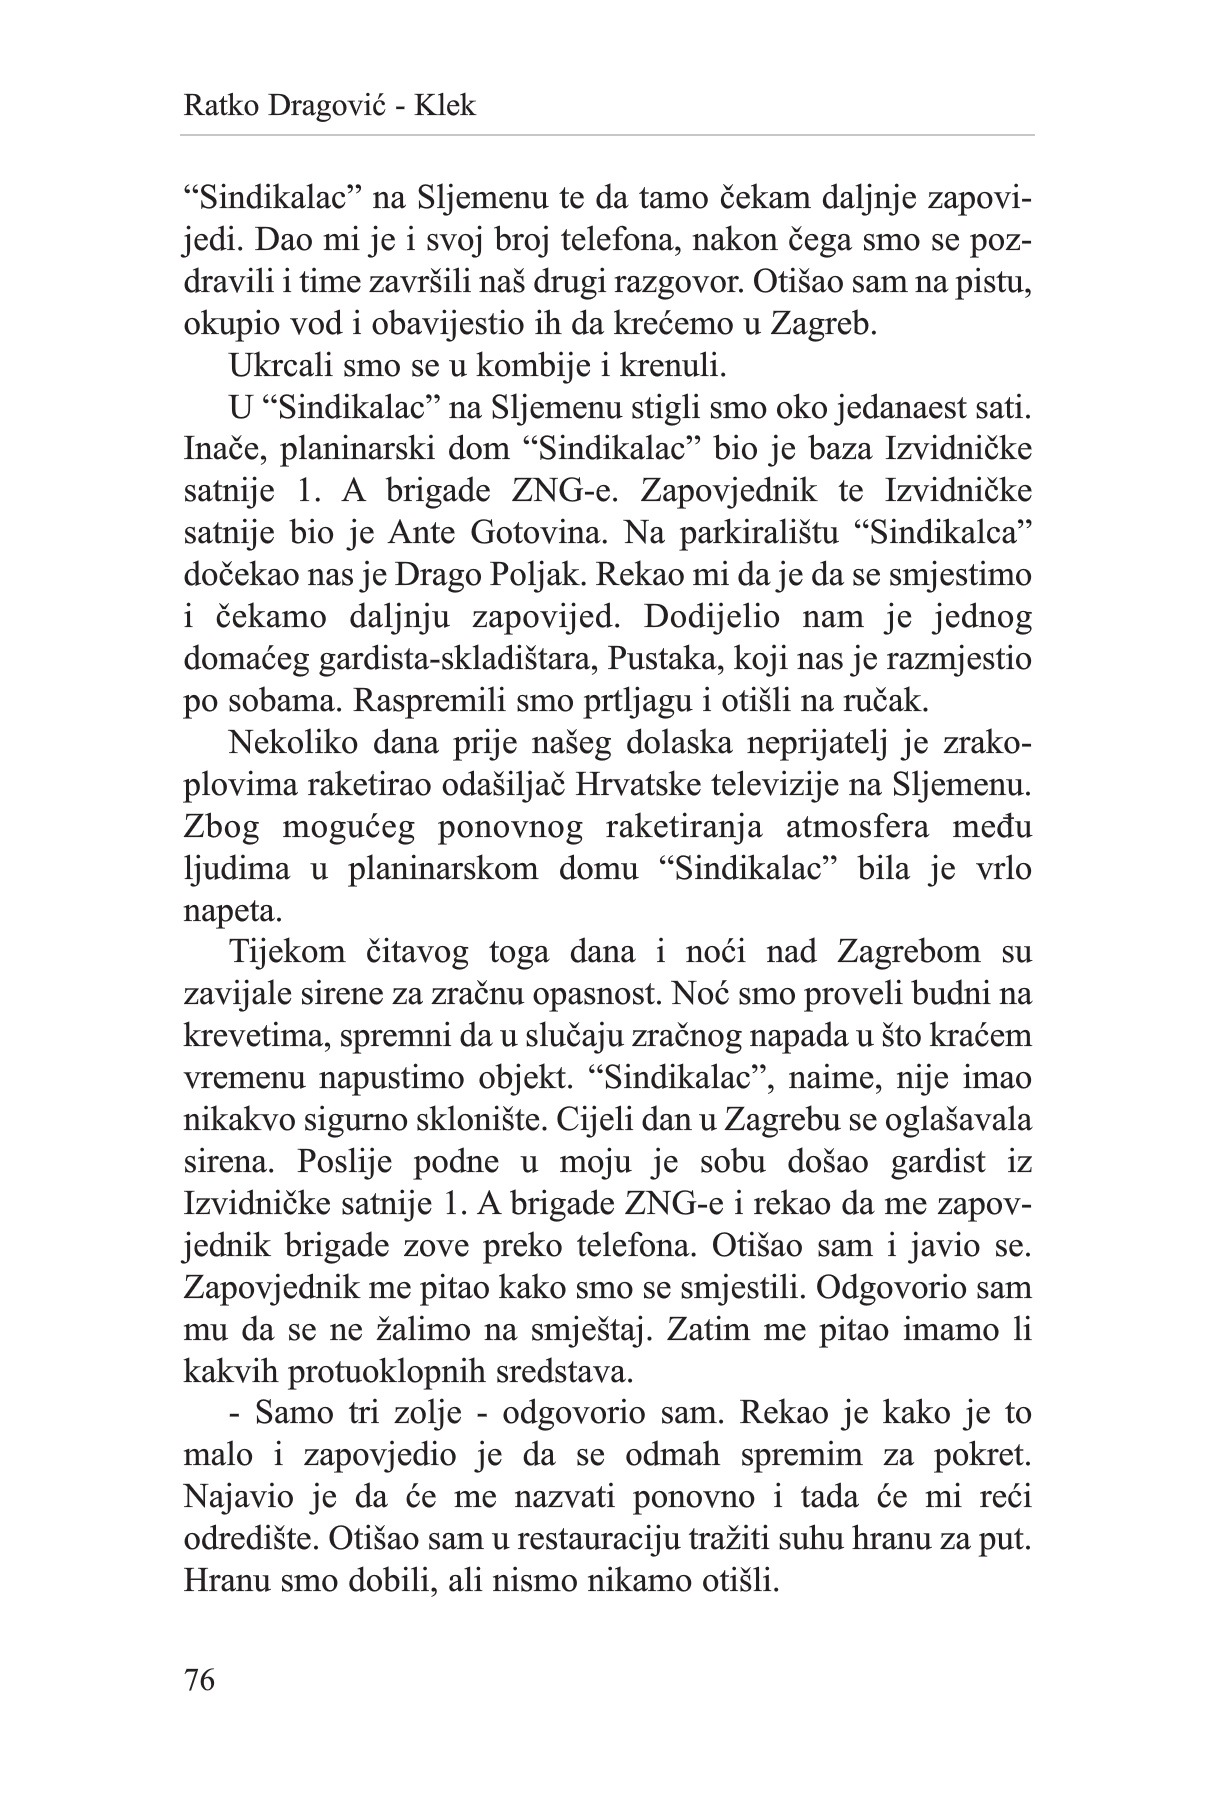 Ratko Dragović - Klek
“Sindikalac” na Sljemenu te da tamo čekam daljnje zapovi-
jedi. Dao mi je i svoj broj telefona, nakon čega smo se poz-
dravili i time završili naš drugi razgovor. Otišao sam na pistu,
okupio vod i obavijestio ih da krećemo u Zagreb.
Ukrcali smo se u kombije i krenuli.
U “Sindikalac” na Sljemenu stigli smo oko jedanaest sati.
Inače, planinarski dom “Sindikalac” bio je baza Izvidničke
satnije 1. A brigade ZNG-e. Zapovjednik te Izvidničke
satnije bio je Ante Gotovina. Na parkiralištu “Sindikalca”
dočekao nas je Drago Poljak. Rekao mi da je da se smjestimo
i čekamo daljnju zapovijed. Dodijelio nam je jednog
domaćeg gardista-skladištara, Pustaka, koji nas je razmjestio
po sobama. Raspremili smo prtljagu i otišli na ručak.
Nekoliko dana prije našeg dolaska neprijatelj je zrako-
plovima raketirao odašiljač Hrvatske televizije na Sljemenu.
Zbog mogućeg ponovnog raketiranja atmosfera među
ljudima u planinarskom domu “Sindikalac” bila je vrlo
napeta.
Tijekom čitavog toga dana i noći nad Zagrebom su
zavijale sirene za zračnu opasnost. Noć smo proveli budni na
krevetima, spremni da u slučaju zračnog napada u što kraćem
vremenu napustimo objekt. “Sindikalac”, naime, nije imao
nikakvo sigurno sklonište. Cijeli dan u Zagrebu se oglašavala
sirena. Poslije podne u moju je sobu došao gardist iz
Izvidničke satnije 1. A brigade ZNG-e i rekao da me zapov-
jednik brigade zove preko telefona. Otišao sam i javio se.
Zapovjednik me pitao kako smo se smjestili. Odgovorio sam
mu da se ne žalimo na smještaj. Zatim me pitao imamo li
kakvih protuoklopnih sredstava.
- Samo tri zolje - odgovorio sam. Rekao je kako je to
malo i zapovjedio je da se odmah spremim za pokret.
Najavio je da će me nazvati ponovno i tada će mi reći
odredište. Otišao sam u restauraciju tražiti suhu hranu za put.
Hranu smo dobili, ali nismo nikamo otišli.
76